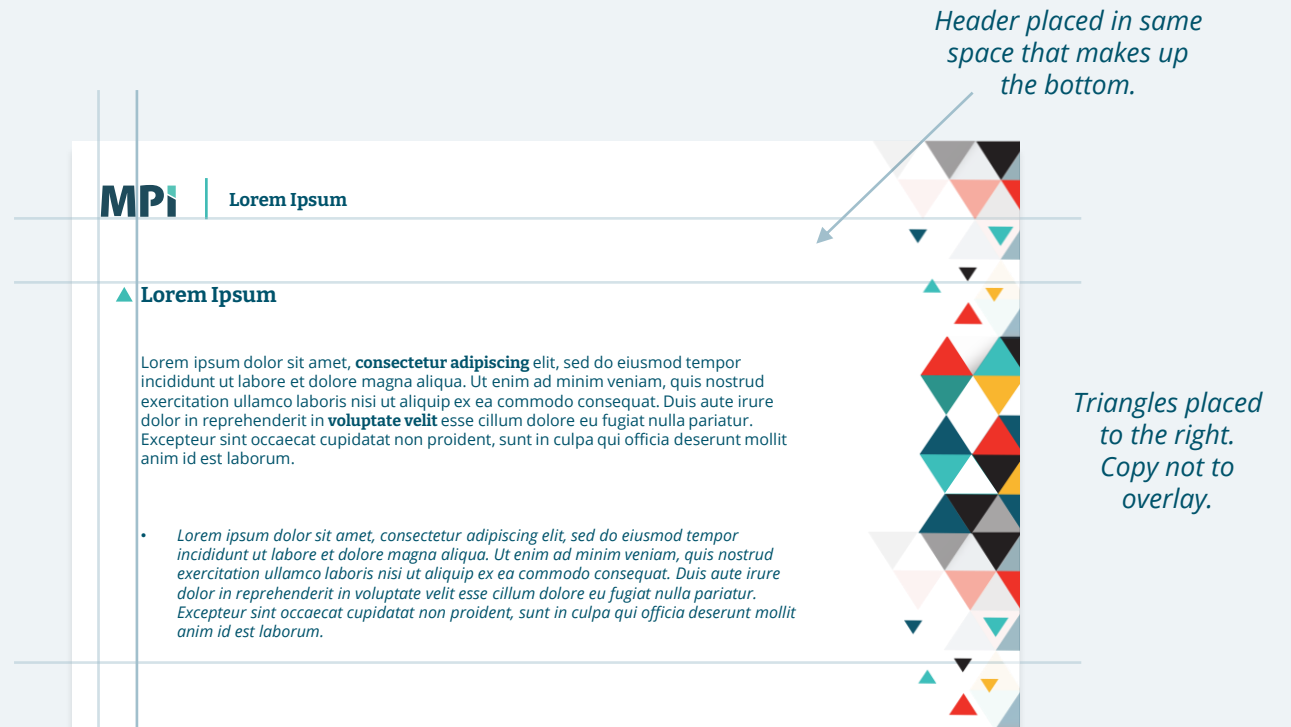 Header placed in same
space that makes up
the bottom.
MPi
Lorem Ipsum
Lorem Ipsum
Lorem ipsum dolor sit amet, consectetur adipiscing elit, sed do eiusmod tempor
incididunt ut labore et dolore magna aliqua. Ut enim ad minim veniam, quis nostrud
exercitation ullamco laboris nisi ut aliquip ex ea commodo consequat. Duis aute irure
dolor in reprehenderit in voluptate velit esse cillum dolore eu fugiat nulla pariatur.
Excepteur sint occaecat cupidatat non proident, sunt in culpa qui officia deserunt mollit
anim id est laborum.
Triangles placed
to the right.
Copy not to
overlay.
• Lorem ipsum dolor sit amet, consectetur adipiscing elit, sed do eiusmod tempor
incididunt ut labore et dolore magna aliqua. Ut enim ad minim veniam, quis nostrud
exercitation ullamco laboris nisi ut aliquip ex ea commodo consequat. Duis aute irure
dolor in reprehenderit in voluptate velit esse cillum dolore eu fugiat nulla pariatur.
Excepteur sint occaecat cupidatat non proident, sunt in culpa qui officia deserunt mollit
anim id est laborum.